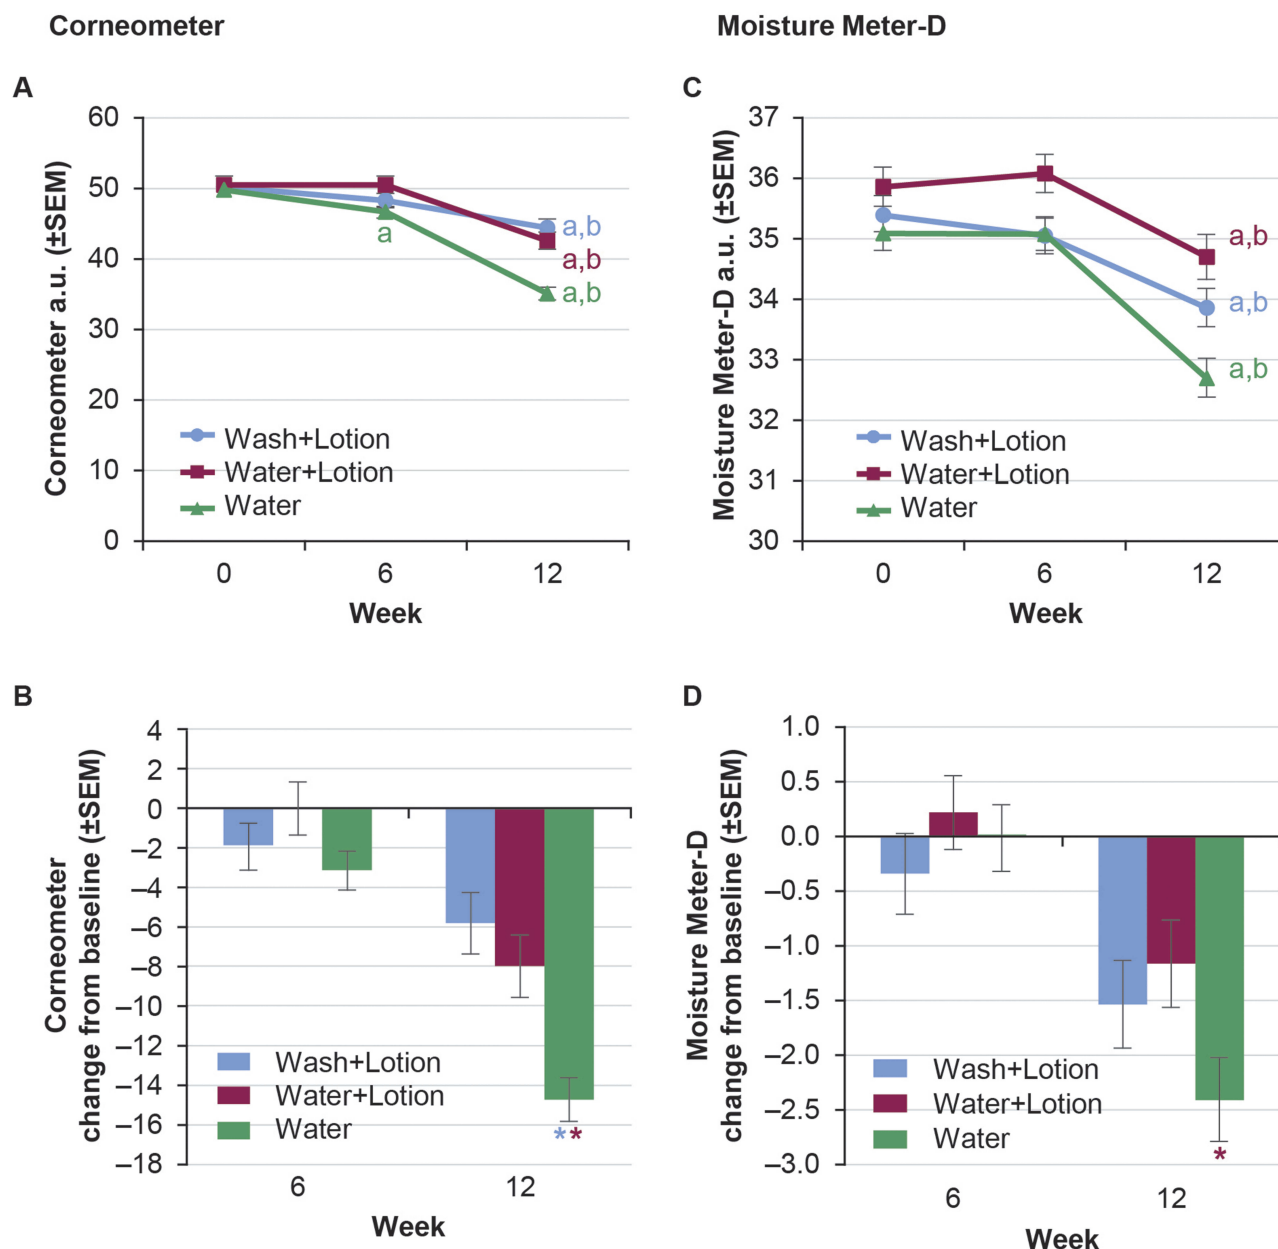 Corneometer
Moisture Meter-D
A
Corneometer a.u. (±SEM)
60
50
40
30
20
10
0
a
a,b
a,b
a,b
Wash+Lotion
Water+Lotion
Water
0
6
12
Week
C
Moisture Meter-D a.u. (±SEM)
37
36
35
34
33
32
31
30
a,b
a,b
a,b
Wash+Lotion
Water+Lotion
Water
0
6
12
Week
B
Corneometer
change from baseline (±SEM)
4
2
0
–2
–4
–6
–8
–10
–12
–14
–16
–18
Wash+Lotion
Water+Lotion
Water
**
6
12
Week
D
Moisture Meter-D
change from baseline (±SEM)
1.0
0.5
0.0
–0.5
–1.0
–1.5
–2.0
–2.5
–3.0
Wash+Lotion
Water+Lotion
Water
*
6
12
Week